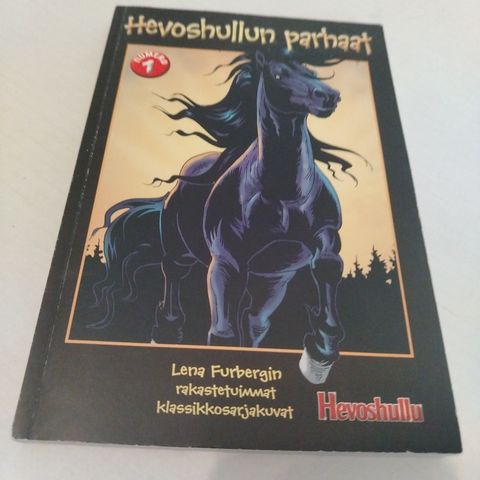 Hevoshullun parhaat
NUMERO
1
Lena Furbergin
rakastetuimmat
klassikkosarjakuvat
Hevoshullu